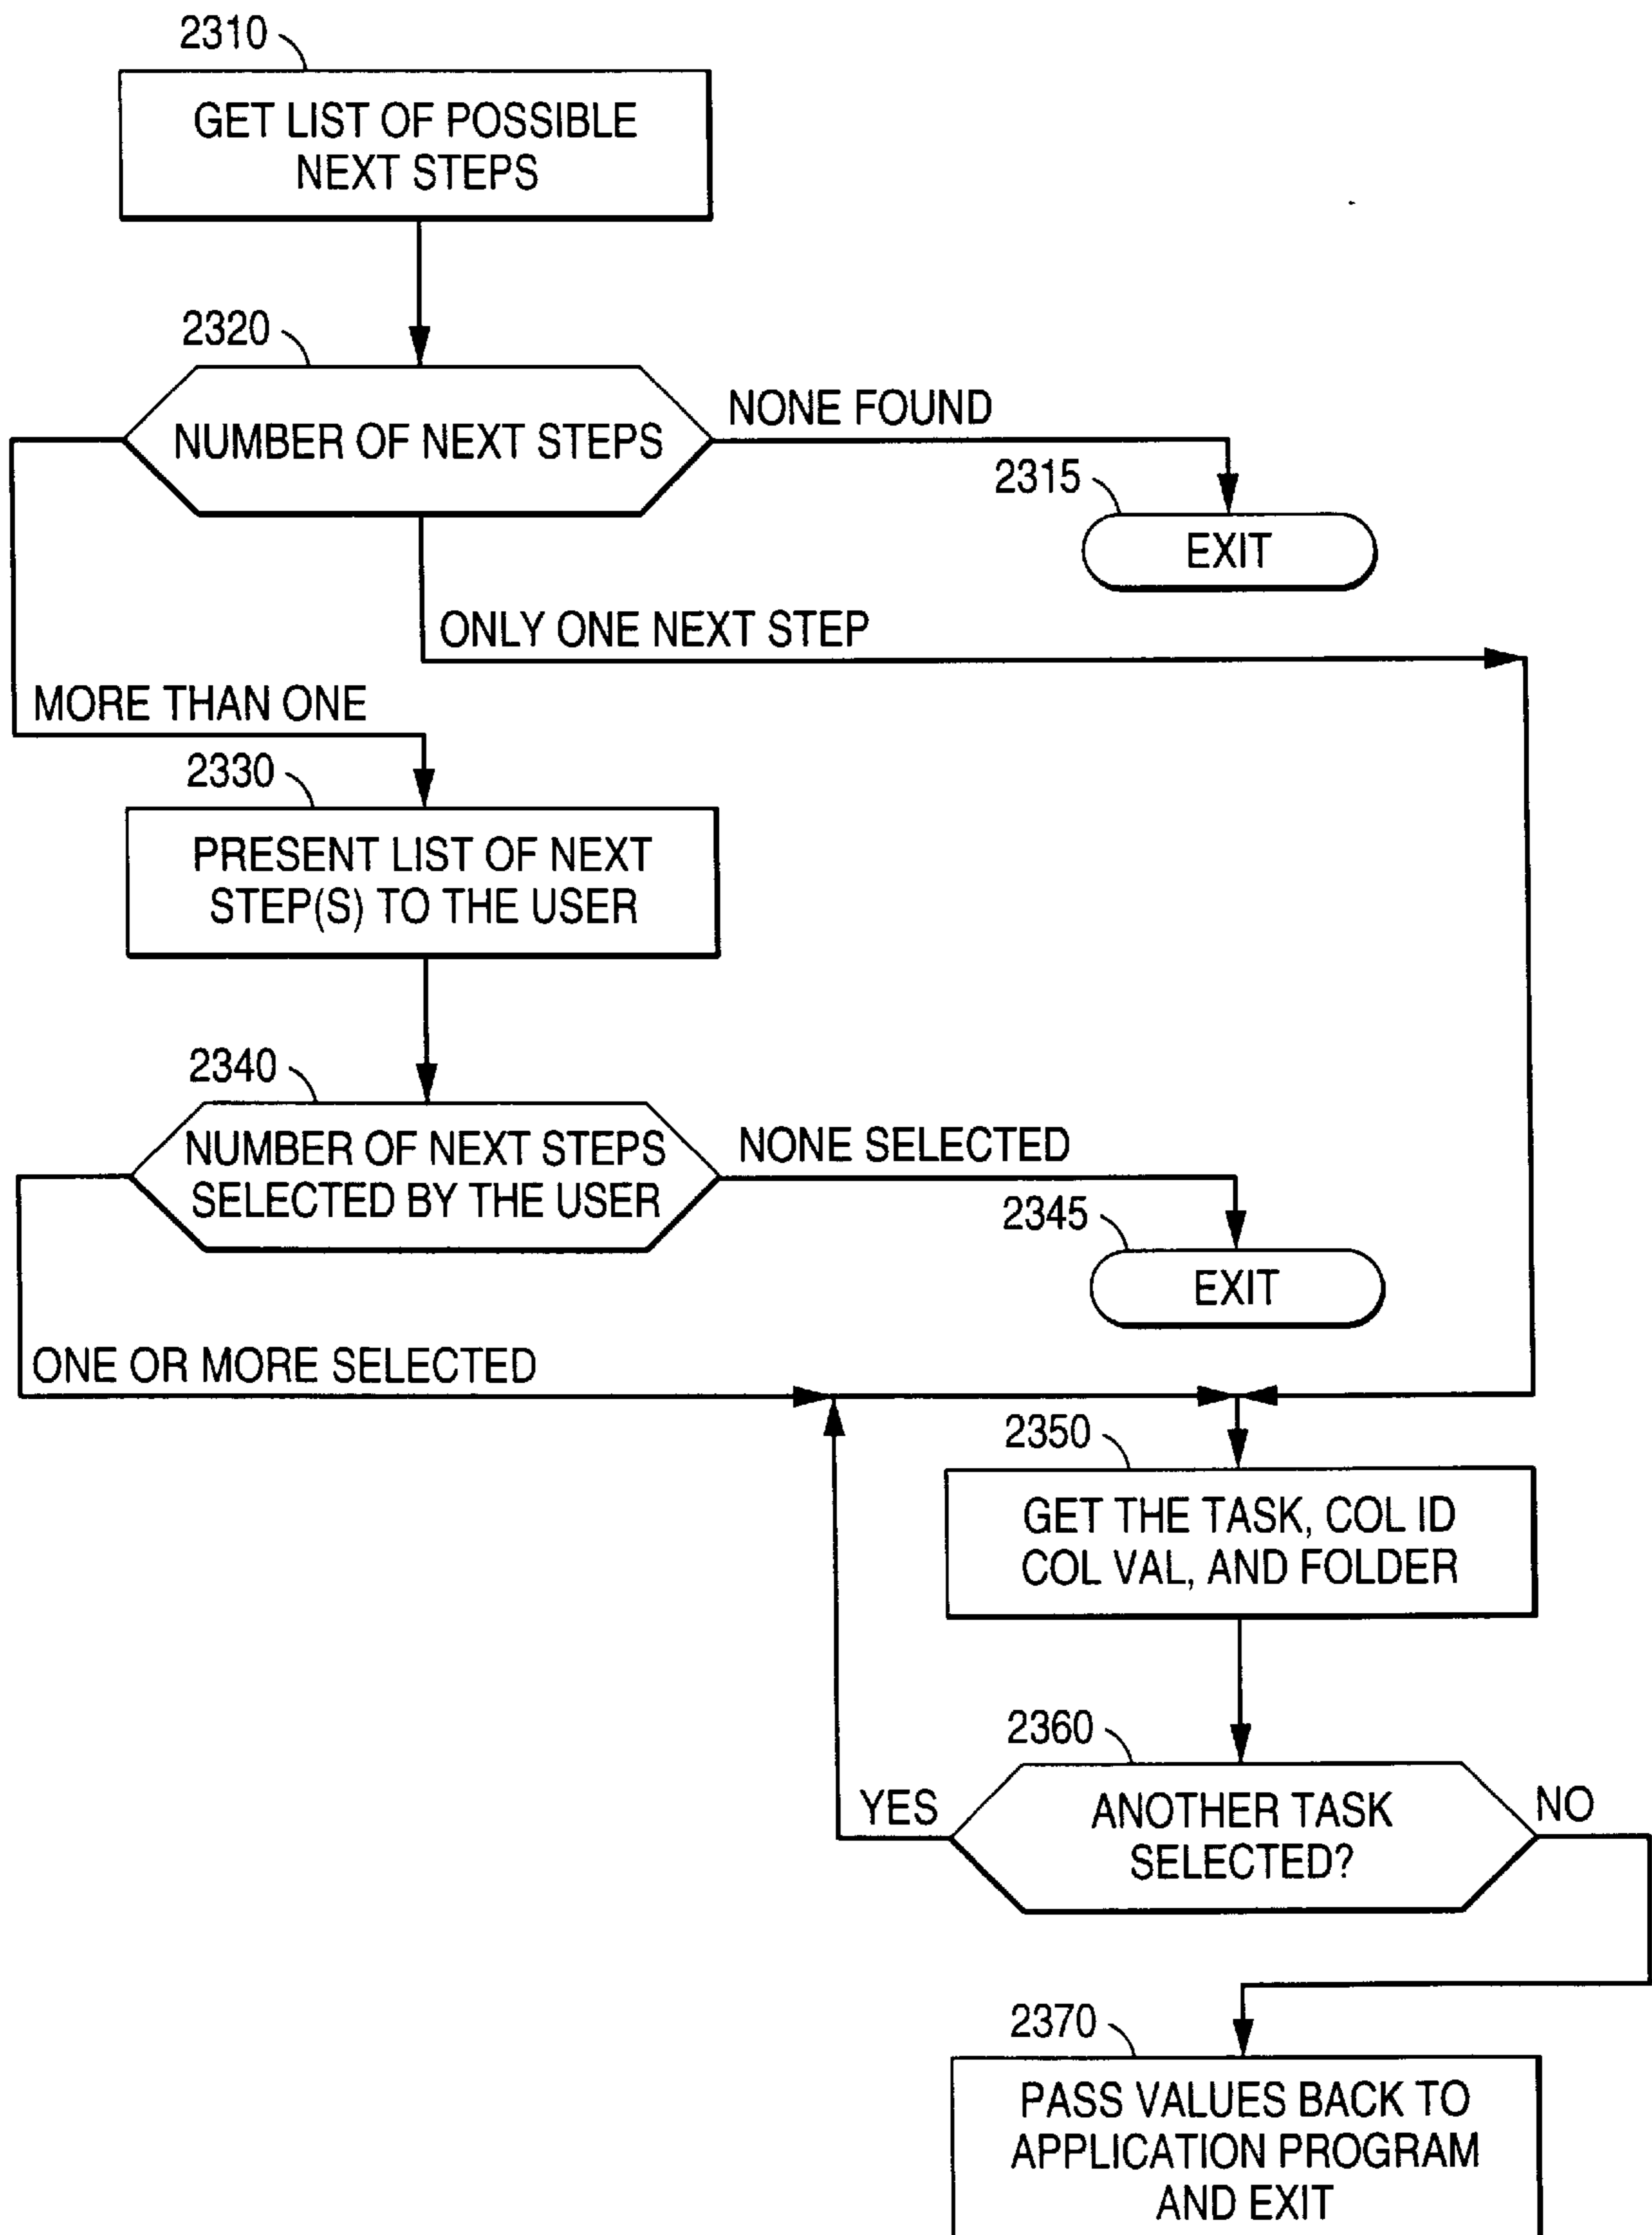 2310
GET LIST OF POSSIBLE
NEXT STEPS
2320
NUMBER OF NEXT STEPS
NONE FOUND
2315
EXIT
ONLY ONE NEXT STEP
MORE THAN ONE
2330
PRESENT LIST OF NEXT
STEP(S) TO THE USER
2340
NUMBER OF NEXT STEPS
SELECTED BY THE USER
NONE SELECTED
2345
EXIT
ONE OR MORE SELECTED
2350
GET THE TASK, COL ID
COL VAL, AND FOLDER
2360
YES
ANOTHER TASK
SELECTED?
NO
2370
PASS VALUES BACK TO
APPLICATION PROGRAM
AND EXIT